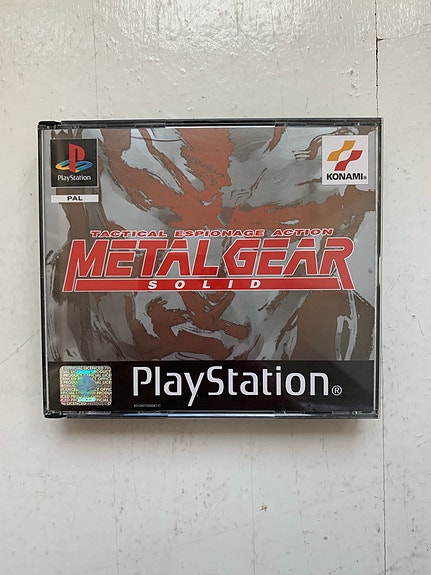 PlayStation
PAL
KONAMI®
TACTICAL ESPIONAGE ACTION
METAL GEAR
SOLID
PlayStation®